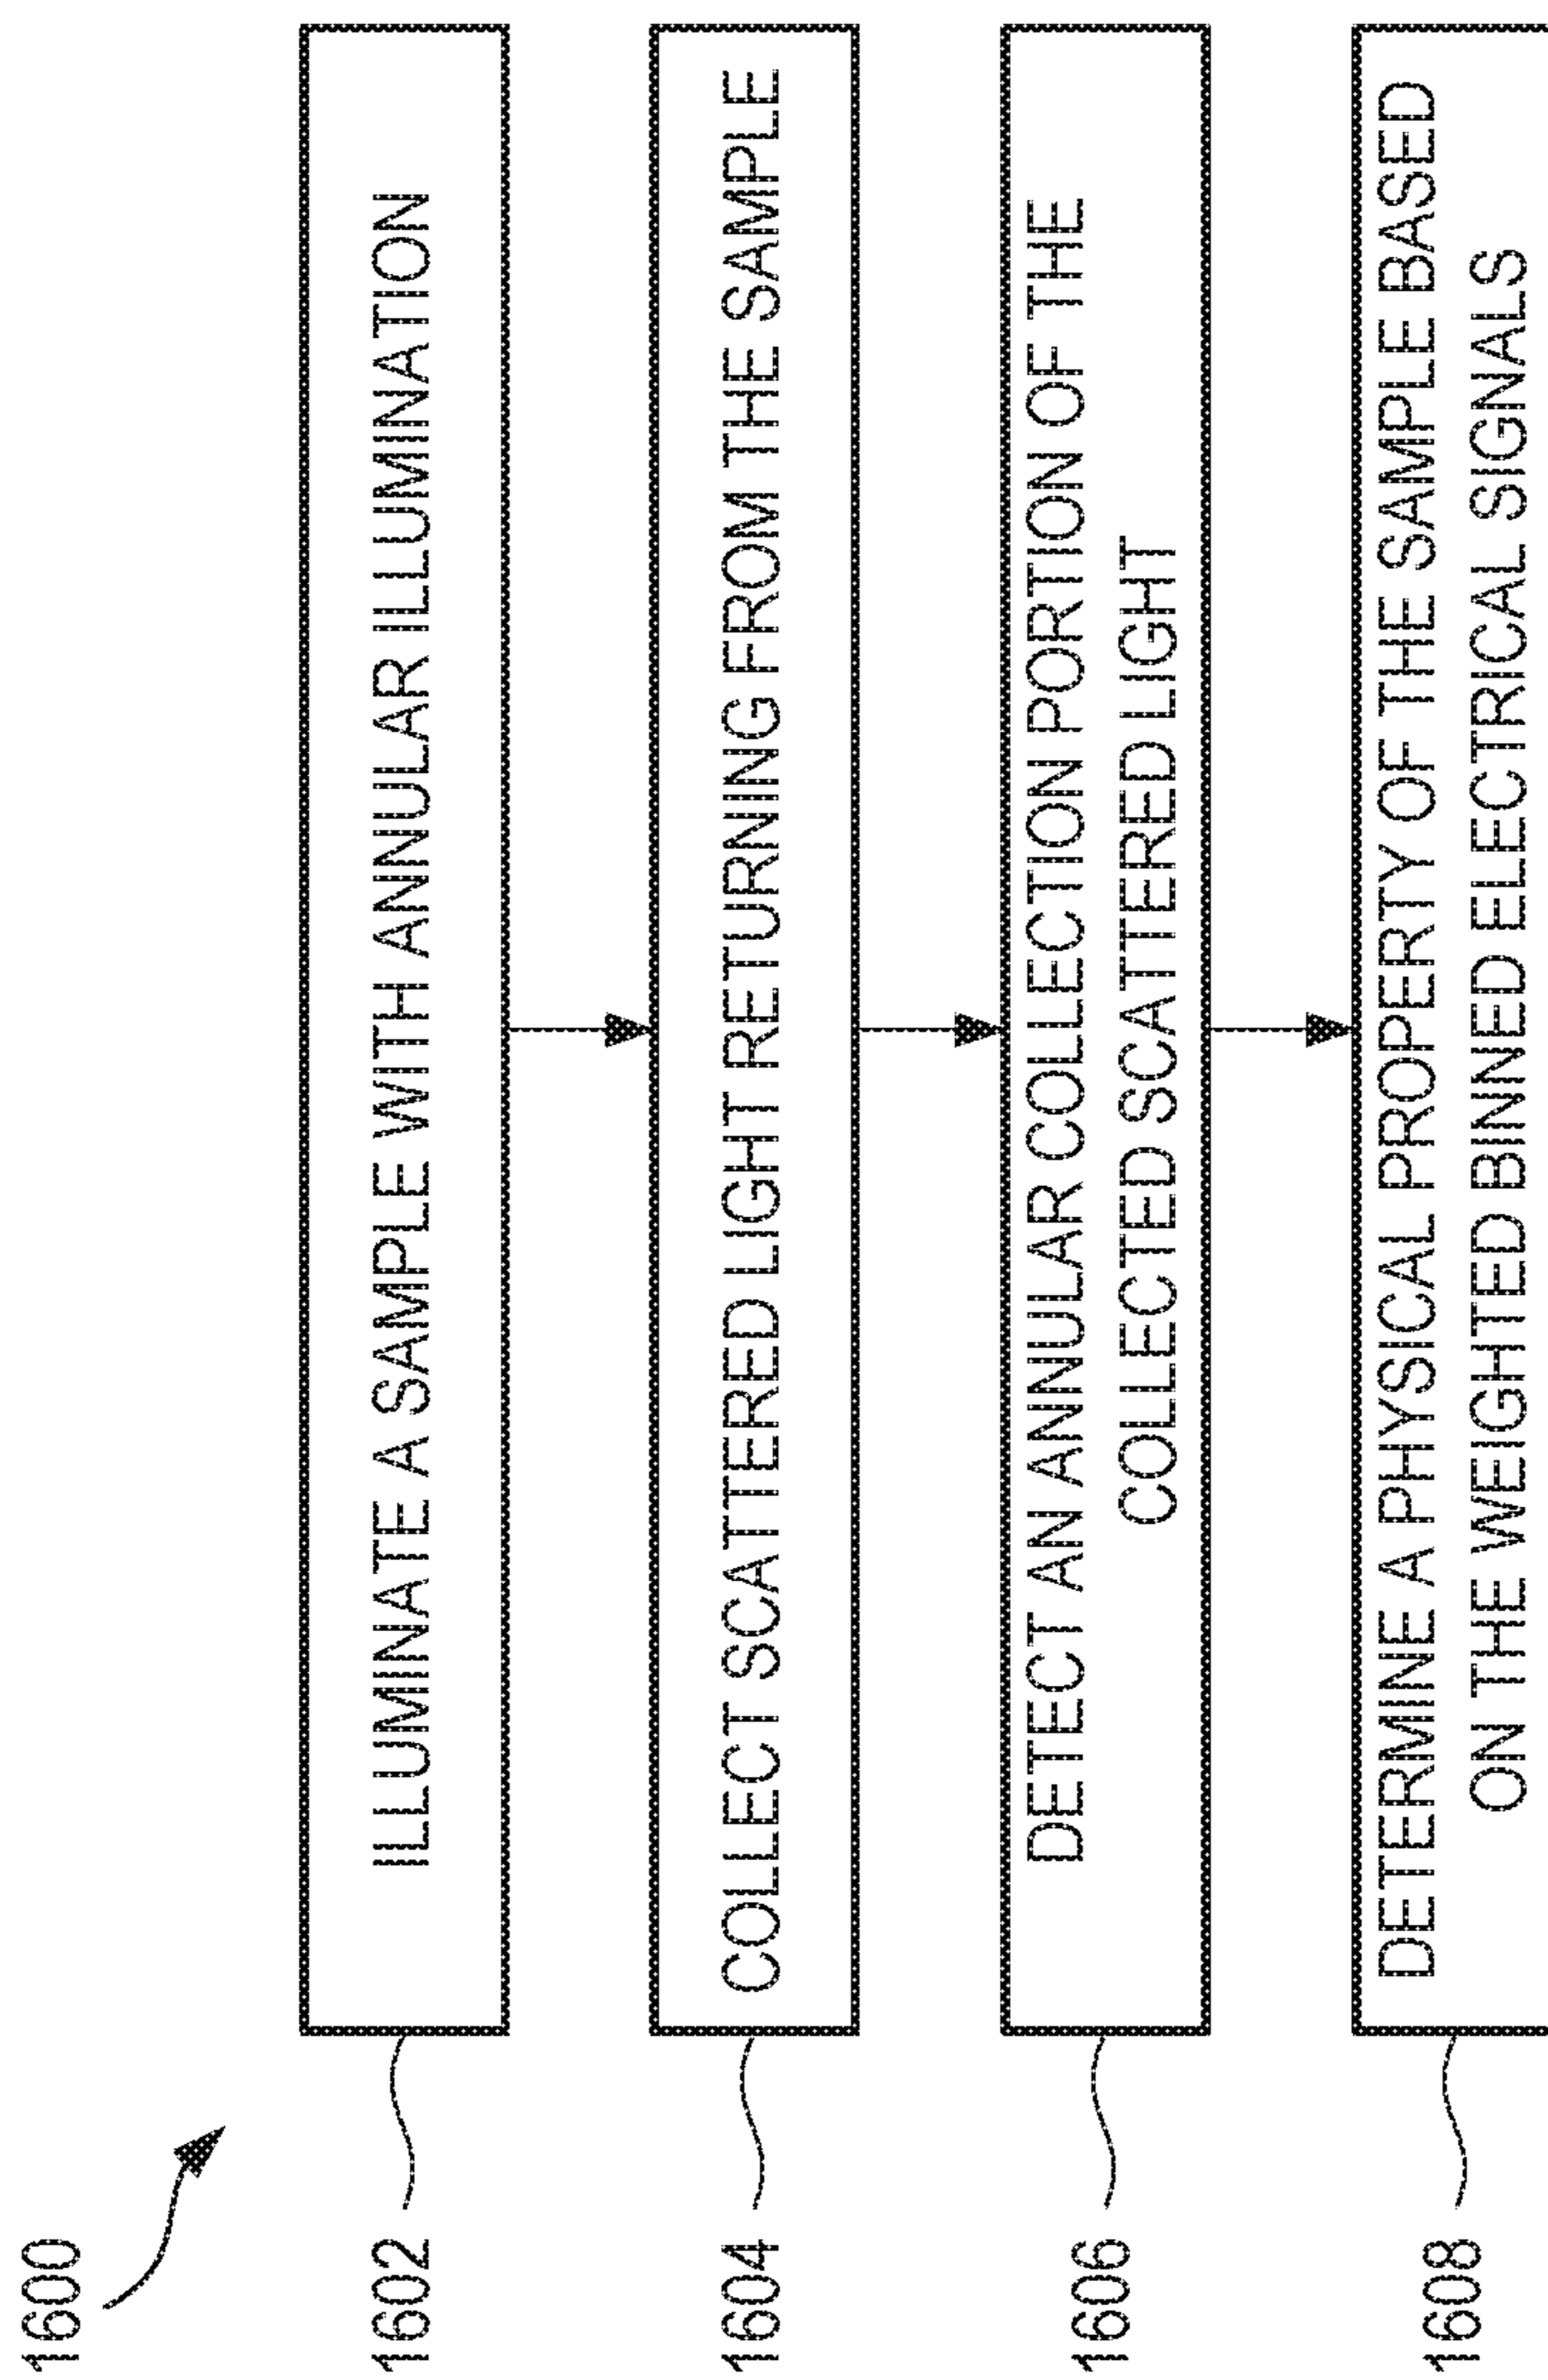 1600
1602
ILLUMINATE A SAMPLE WITH ANNULAR ILLUMINATION
1604
COLLECT SCATTERED LIGHT RETURNING FROM THE SAMPLE
1606
DETECT AN ANNULAR COLLECTION PORTION OF THE
COLLECTED SCATTERED LIGHT
1608
DETERMINE A PHYSICAL PROPERTY OF THE SAMPLE BASED
ON THE WEIGHTED BINNED ELECTRICAL SIGNALS